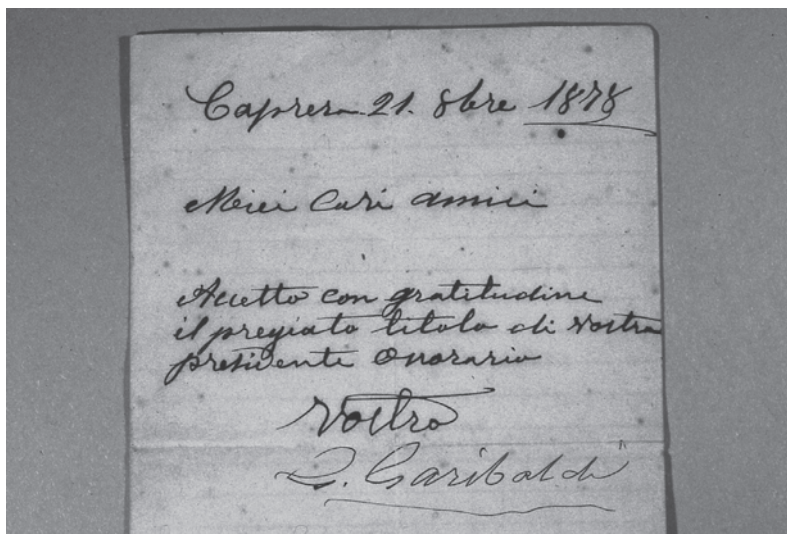 Caprera 21. 8bre 1878
Miei Cari amici
Accetto con gratitudine
il pregiato titolo di vostro
presidente Onorario
Vostro
G. Garibaldi